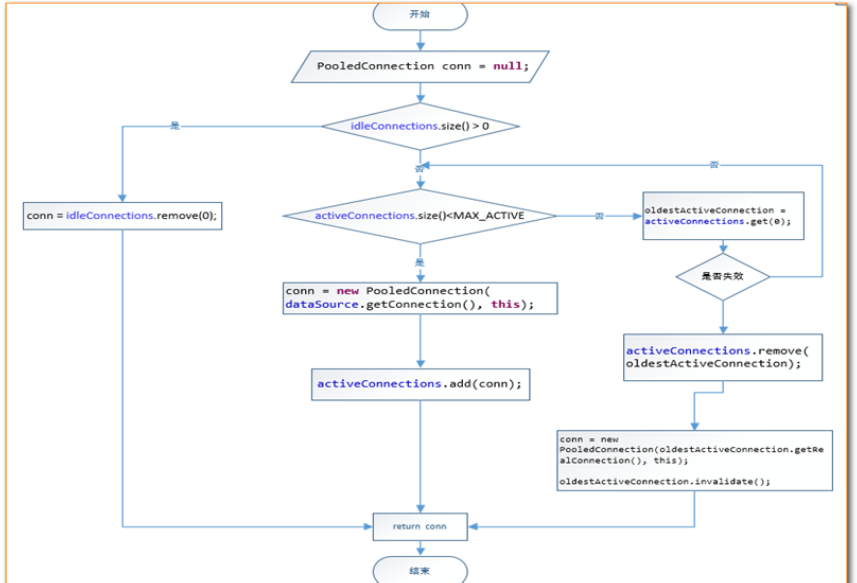 开始
PooledConnection conn = null;
idleConnections.size() > 0
是
否
否
conn = idleConnections.remove(0);
activeConnections.size()<MAX_ACTIVE
否
oldestActiveConnection =
activeConnections.get(0);
是否失效
是
conn = new PooledConnection(
dataSource.getConnection(), this);
activeConnections.remove(
oldestActiveConnection);
activeConnections.add(conn);
conn = new
PooledConnection(oldestActiveConnection.getRe
alConnection(), this);
oldestActiveConnection.invalidate();
return conn
结束